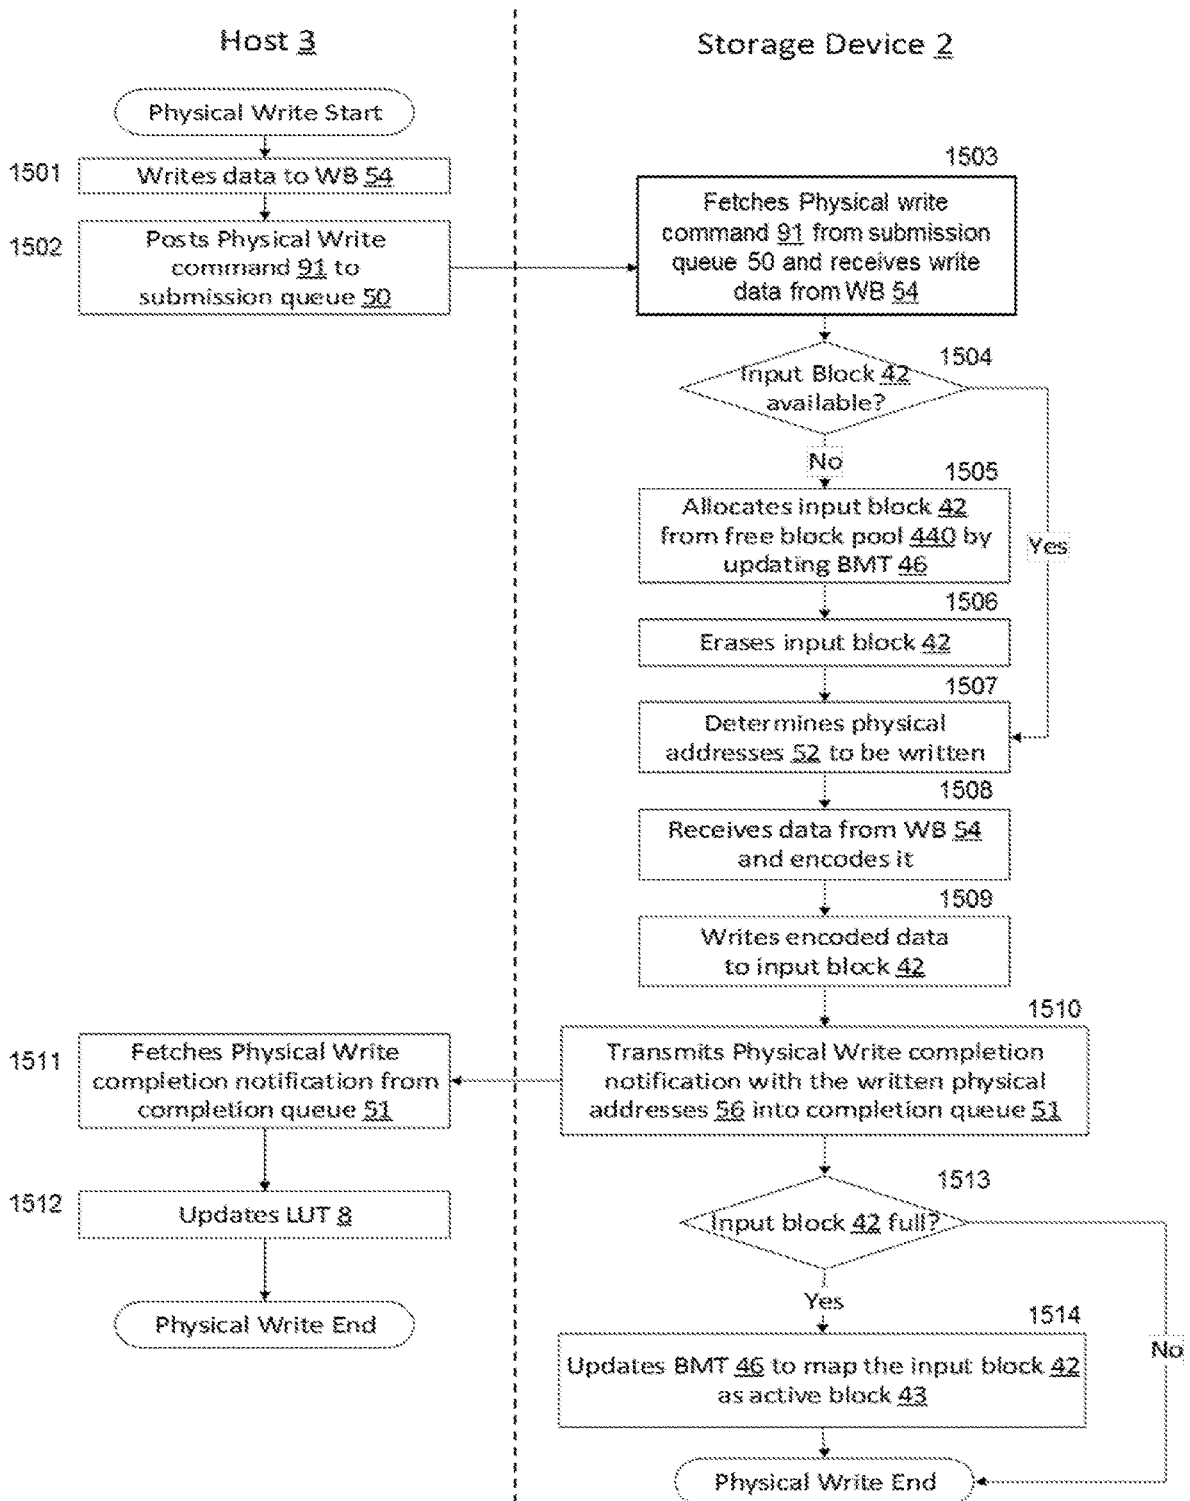 Host 3
Storage Device 2
Physical Write Start
1501
Writes data to WB 54
1502
Posts Physical Write
command 91 to
submission queue 50
1503
Fetches Physical write
command 91 from submission
queue 50 and receives write
data from WB 54
1504
Input Block 42
available?
No
Yes
1505
Allocates input block 42
from free block pool 440 by
updating BMT 46
1506
Erases input block 42
1507
Determines physical
addresses 52 to be written
1508
Receives data from WB 54
and encodes it
1509
Writes encoded data
to input block 42
1510
Transmits Physical Write completion
notification with the written physical
addresses 56 into completion queue 51
1511
Fetches Physical Write
completion notification from
completion queue 51
1512
Updates LUT 8
Physical Write End
1513
Input block 42 full?
Yes
No
1514
Updates BMT 46 to map the input block 42
as active block 43
Physical Write End